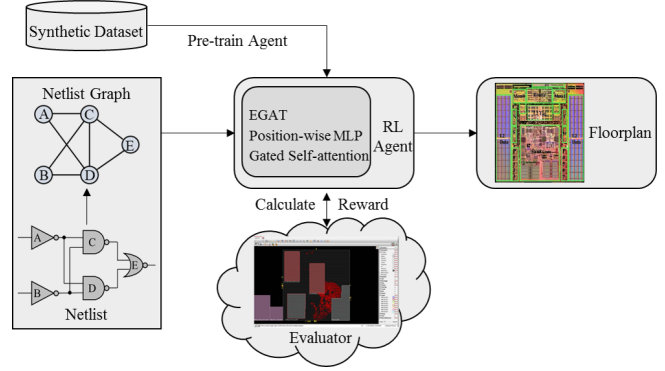 Synthetic Dataset
Pre-train Agent
Netlist Graph
A
C
E
B
D
A
C
E
D
B
Netlist
EGAT
Position-wise MLP
Gated Self-attention
RL
Agent
Calculate
Reward
Evaluator
Floorplan